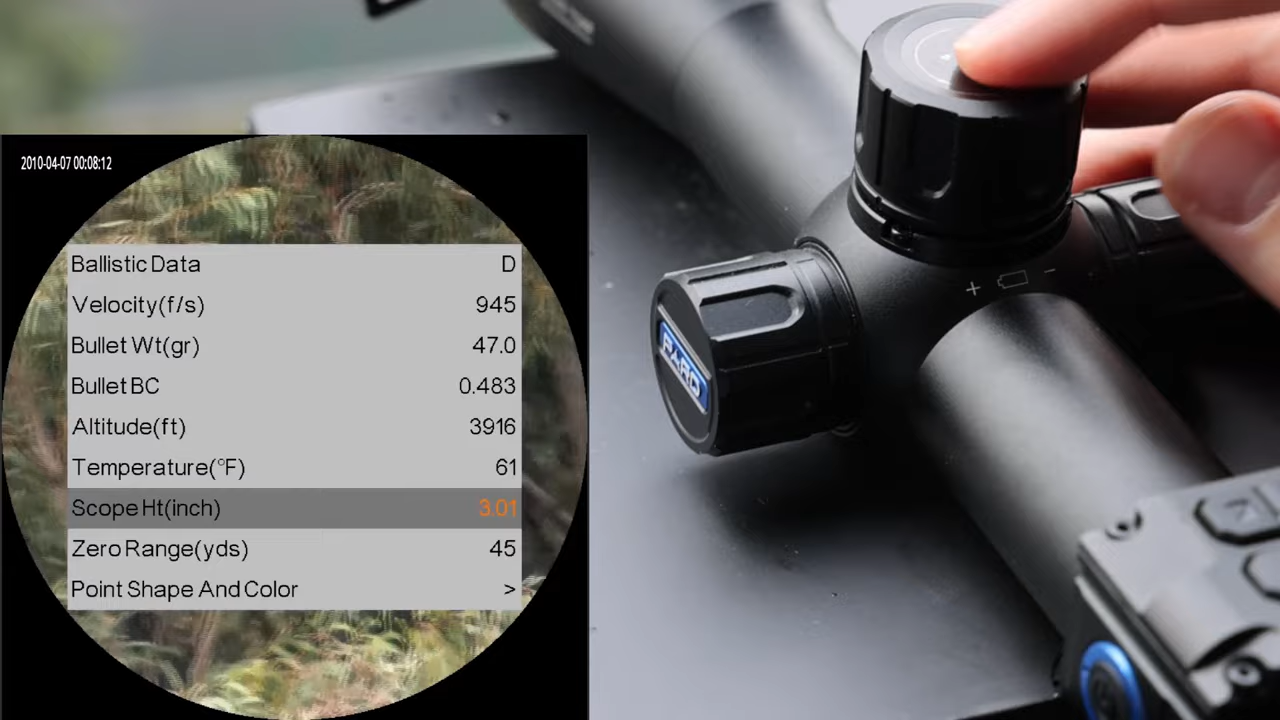 2010-04-07 00:08:12
Ballistic Data D
Velocity(f/s) 945
Bullet Wt(gr) 47.0
Bullet BC 0.483
Altitude(ft) 3916
Temperature(°F) 61
Scope Ht(inch) 3.01
Zero Range(yds) 45
Point Shape And Color >
+ -
PARD